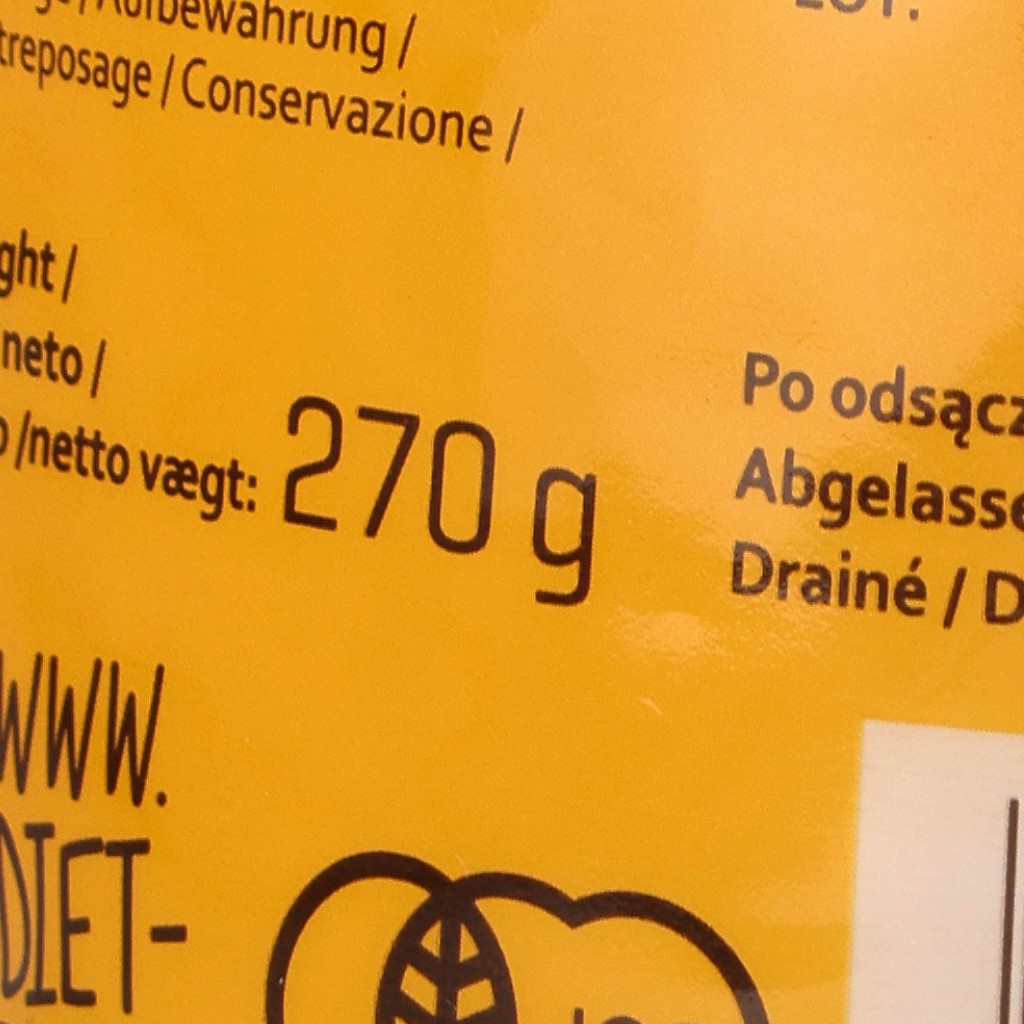 Aufbewahrung /
treposage / Conservazione /
ght /
neto /
/netto vægt: 270 g
Po odsącz
Abgelasse
Drainé / D
WWW.
DIET-